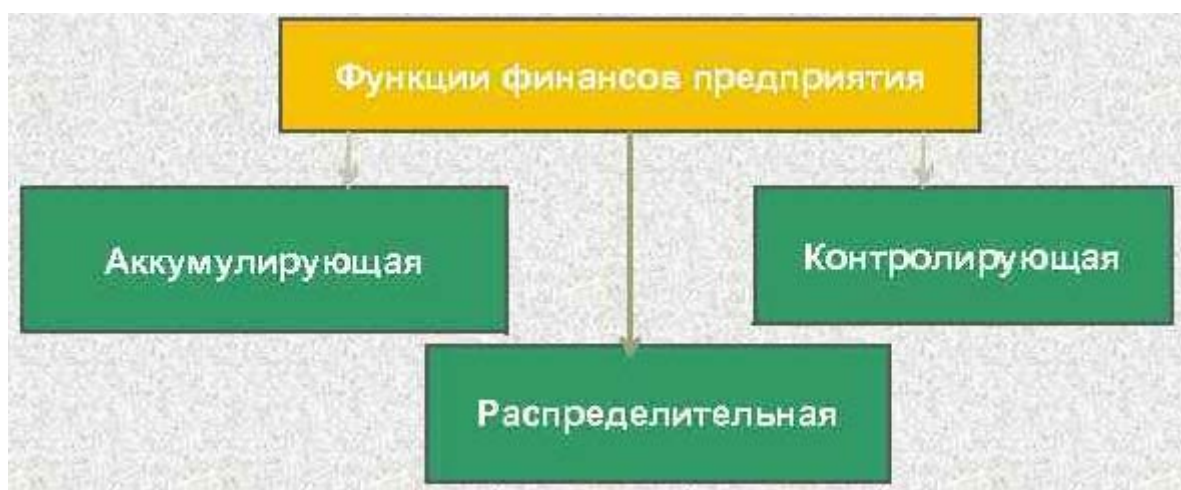 Функции финансов предприятия
Аккумулирующая
Контролирующая
Распределительная